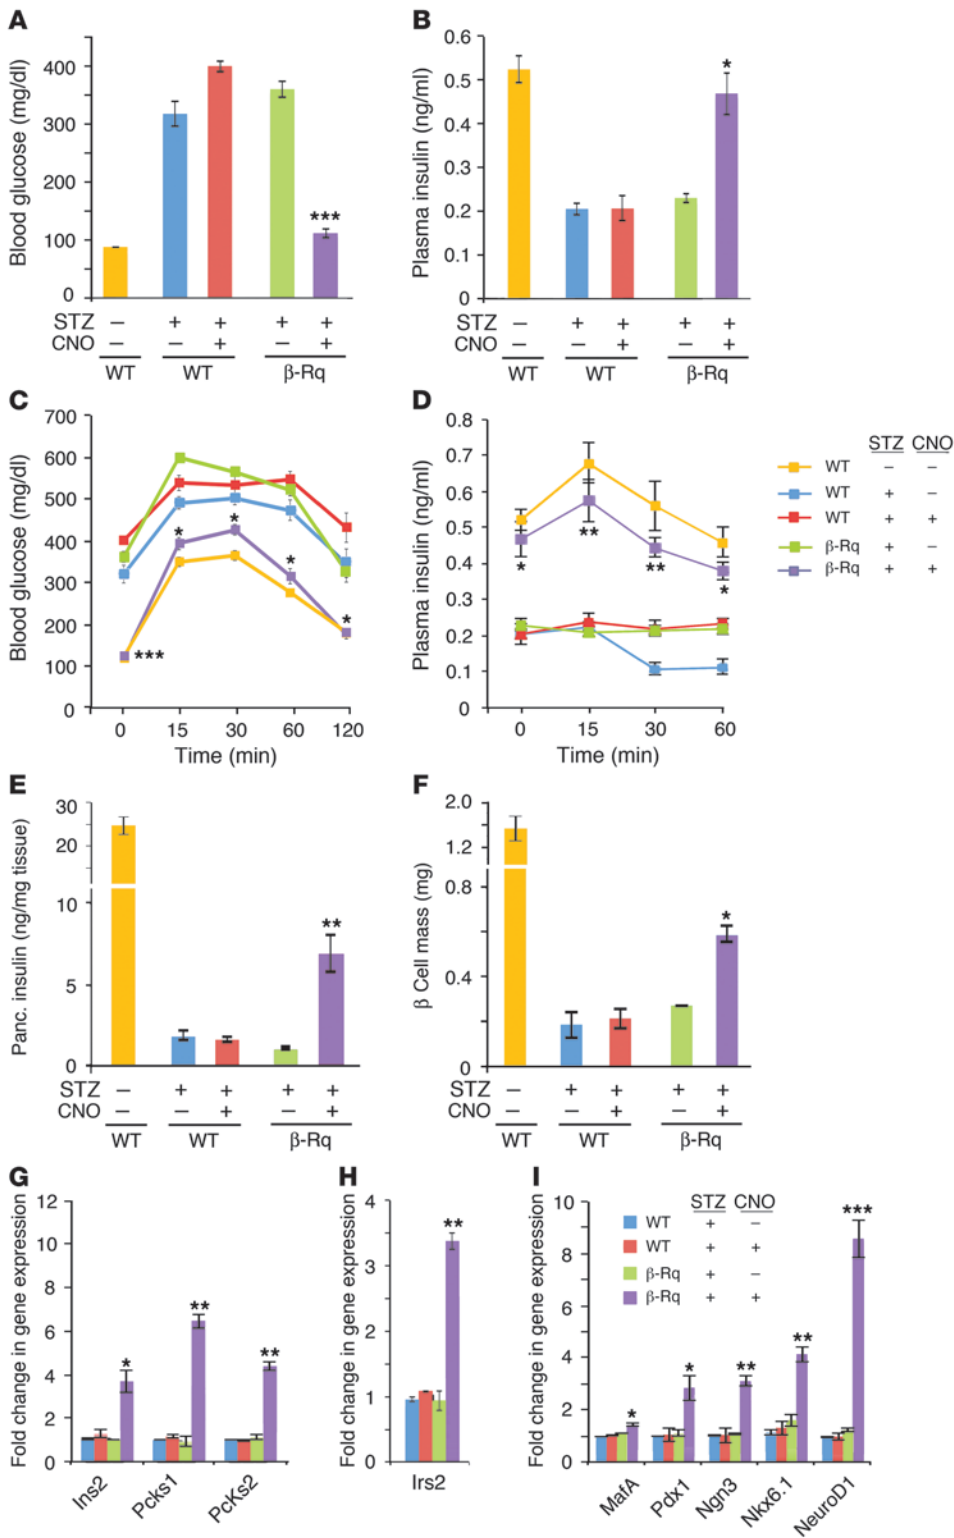 A
Blood glucose (mg/dl)
400
300
200
100
0
***
STZ − + + + +
CNO − − + − +
WT WT β-Rq
B
Plasma insulin (ng/ml)
0.6
0.5
0.4
0.3
0.2
0.1
0
*
STZ − + + + +
CNO − − + − +
WT WT β-Rq
C
Blood glucose (mg/dl)
700
600
500
400
300
200
100
0
***
*
*
*
*
0 15 30 60 120
Time (min)
D
Plasma insulin (ng/ml)
0.8
0.7
0.6
0.5
0.4
0.3
0.2
0.1
0
*
**
**
*
0 15 30 60
Time (min)
STZ CNO
WT − −
WT + −
WT + +
β-Rq + −
β-Rq + +
E
Panc. insulin (ng/mg tissue)
30
20
10
5
0
**
STZ − + + + +
CNO − − + − +
WT WT β-Rq
F
β Cell mass (mg)
2.0
1.2
0.8
0.4
0
*
STZ − + + + +
CNO − − + − +
WT WT β-Rq
G
Fold change in gene expression
12
10
8
6
4
2
0
*
**
**
Ins2 Pcks1 PcKs2
H
Fold change in gene expression
4
3
2
1
0
**
Irs2
I
Fold change in gene expression
10
8
6
4
2
0
STZ CNO
WT + −
WT + +
β-Rq + −
β-Rq + +
*
*
**
**
***
MafA Pdx1 Ngn3 Nkx6.1 NeuroD1